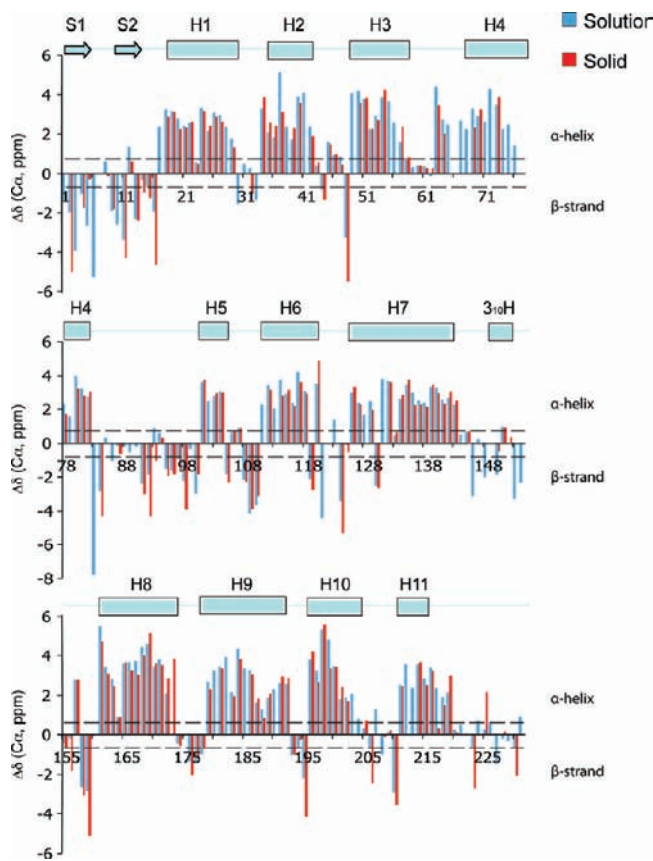 S1 S2 H1 H2 H3 H4
Solution
Solid
6
4
2
0
-2
-4
-6
Δδ (Cα, ppm)
1 11 21 31 41 51 61 71
α-helix
β-strand
H4 H5 H6 H7 3₁₀H
6
4
2
0
-2
-4
-6
-8
Δδ (Cα, ppm)
78 88 98 108 118 128 138 148
α-helix
β-strand
H8 H9 H10 H11
6
4
2
0
-2
-4
-6
Δδ (Cα, ppm)
155 165 175 185 195 205 215 225
α-helix
β-strand